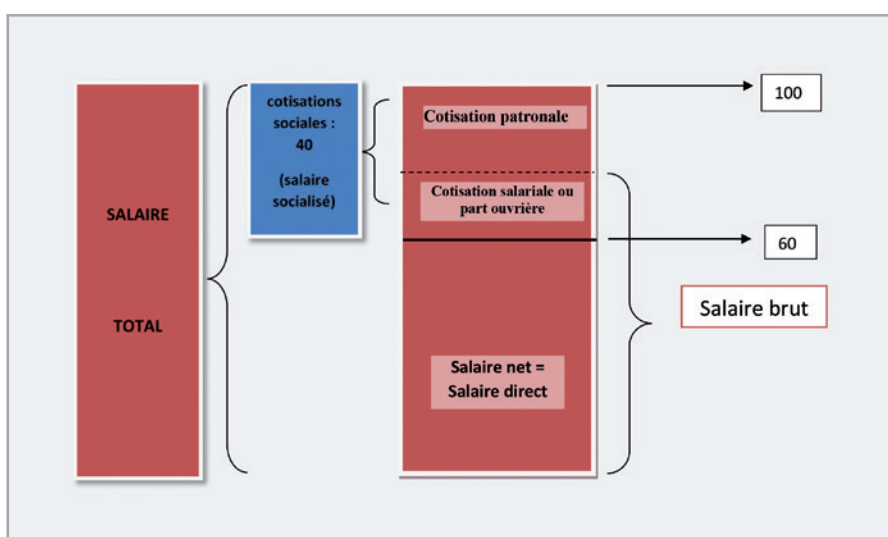 SALAIRE
TOTAL
cotisations
sociales :
40
(salaire
socialisé)
Cotisation patronale
Cotisation salariale ou
part ouvrière
Salaire net =
Salaire direct
100
60
Salaire brut